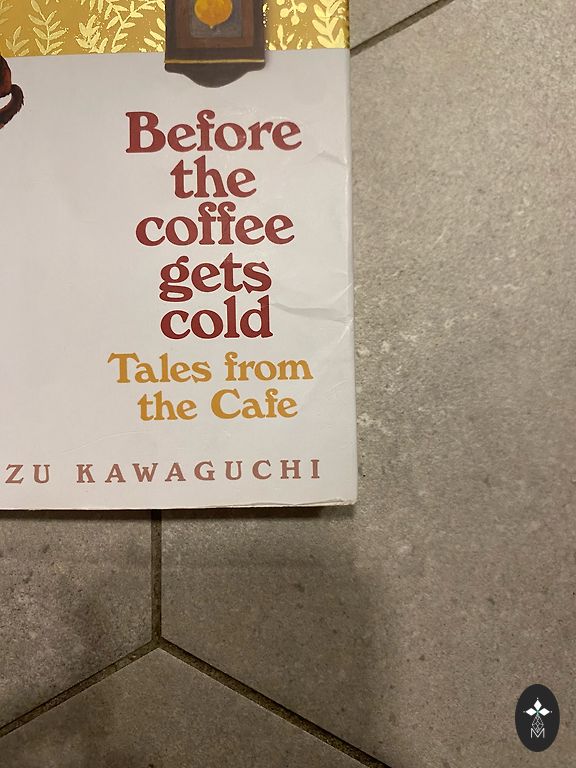 Before
the
coffee
gets
cold
Tales from
the Cafe
ZU KAWAGUCHI
M